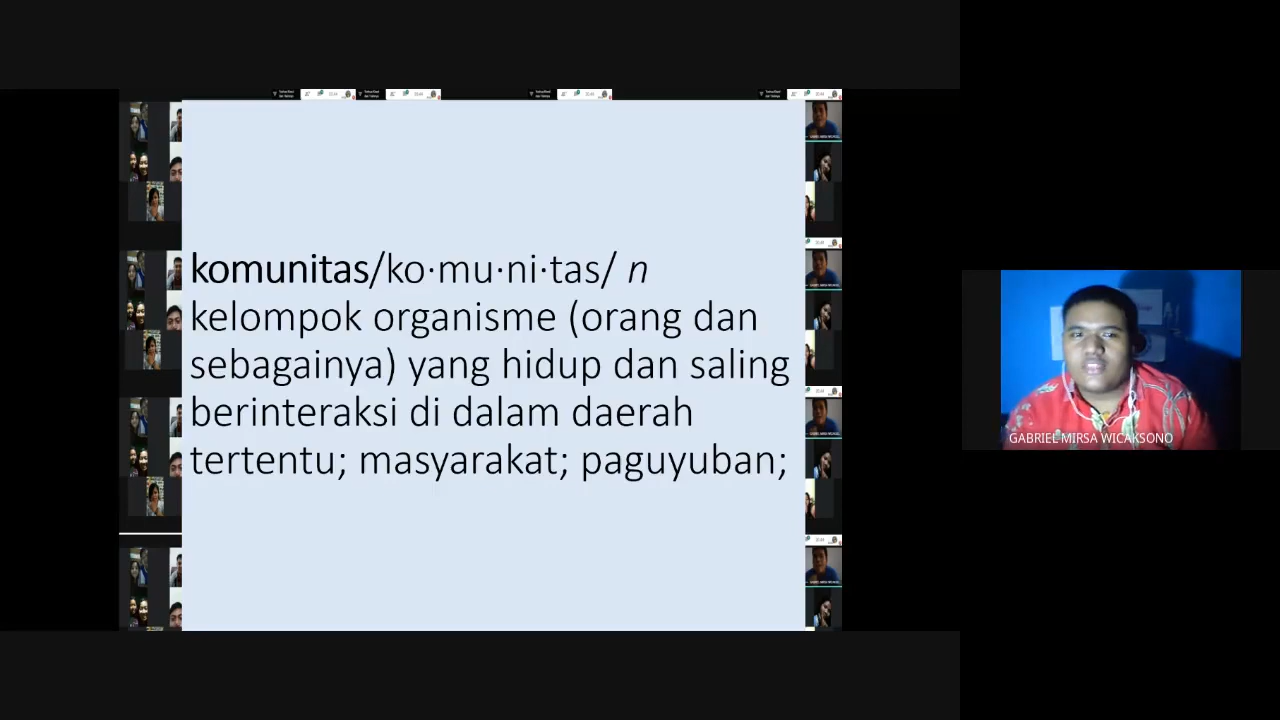 komunitas/ko·mu·ni·tas/ n
kelompok organisme (orang dan
sebagainya) yang hidup dan saling
berinteraksi di dalam daerah
tertentu; masyarakat; paguyuban;
GABRIEL MIRSA WICAKSONO